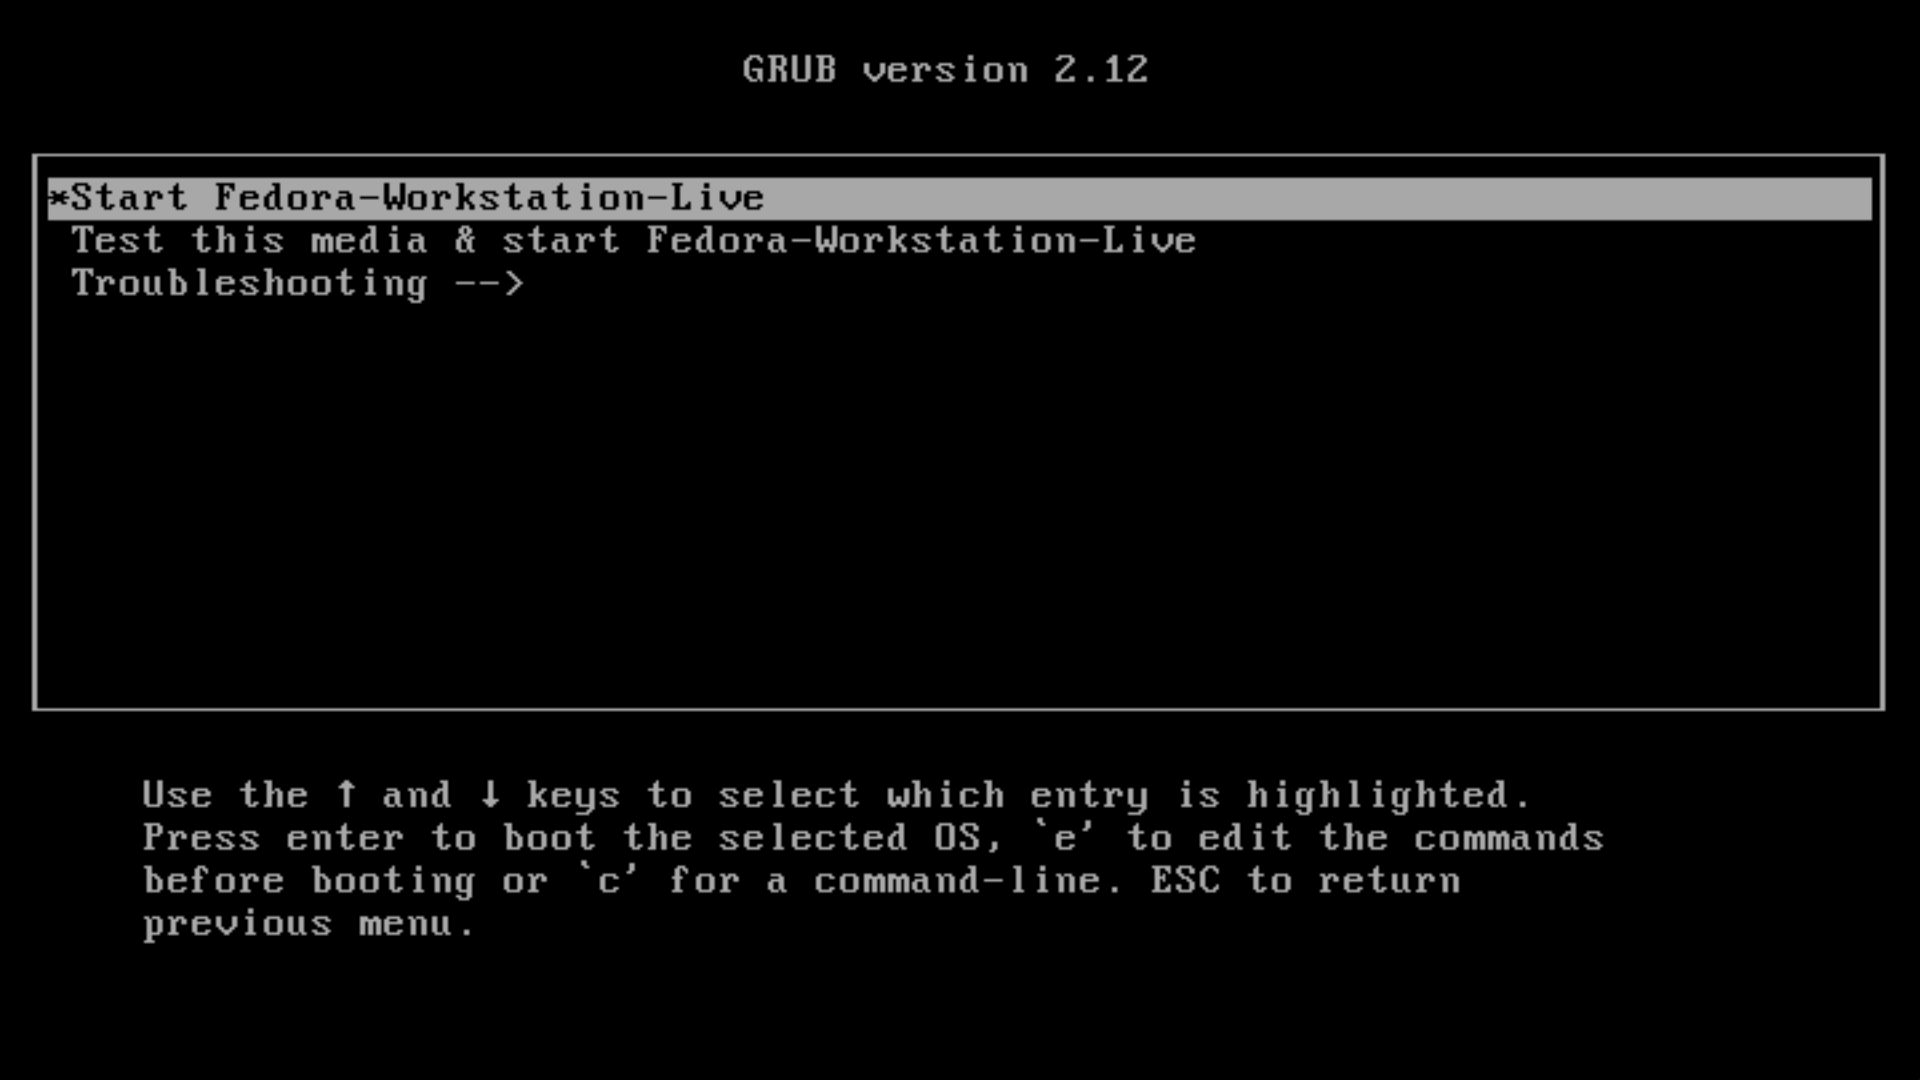 GRUB version 2.12
*Start Fedora-Workstation-Live
Test this media & start Fedora-Workstation-Live
Troubleshooting -->
Use the ↑ and ↓ keys to select which entry is highlighted.
Press enter to boot the selected OS, `e' to edit the commands
before booting or `c' for a command-line. ESC to return
previous menu.